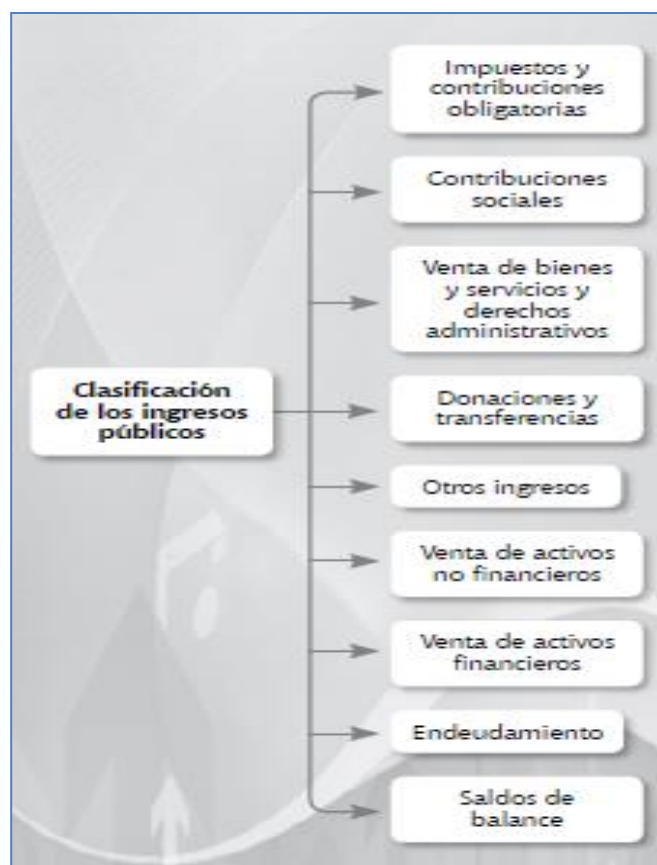 Clasificación
de los ingresos
públicos
Impuestos y
contribuciones
obligatorias
Contribuciones
sociales
Venta de bienes
y servicios y
derechos
administrativos
Donaciones y
transferencias
Otros ingresos
Venta de activos
no financieros
Venta de activos
financieros
Endeudamiento
Saldos de
balance